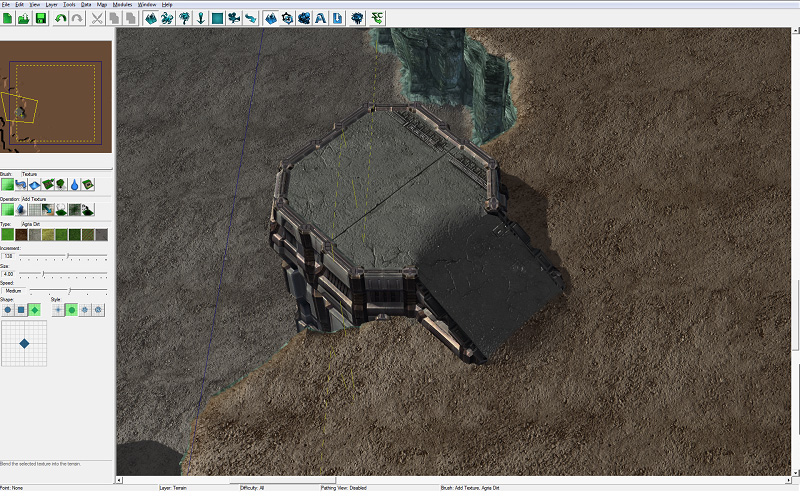 File Edit View Layer Tools Data Map Modules Window Help
Brush: Texture
Operation: Add Texture
Type: Agria Dirt
Increment:
138
Size:
4.00
Speed:
Medium
Shape: Style:
Blend the selected texture into the terrain.
Point: None Layer: Terrain Difficulty: All Pathing View: Disabled Brush: Add Texture, Agria Dirt